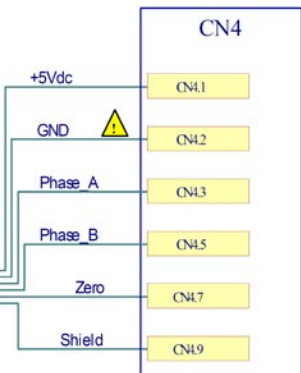 CN4
+5Vdc
CN4.1
GND
!
CN4.2
Phase_A
CN4.3
Phase_B
CN4.5
Zero
CN4.7
Shield
CN4.9